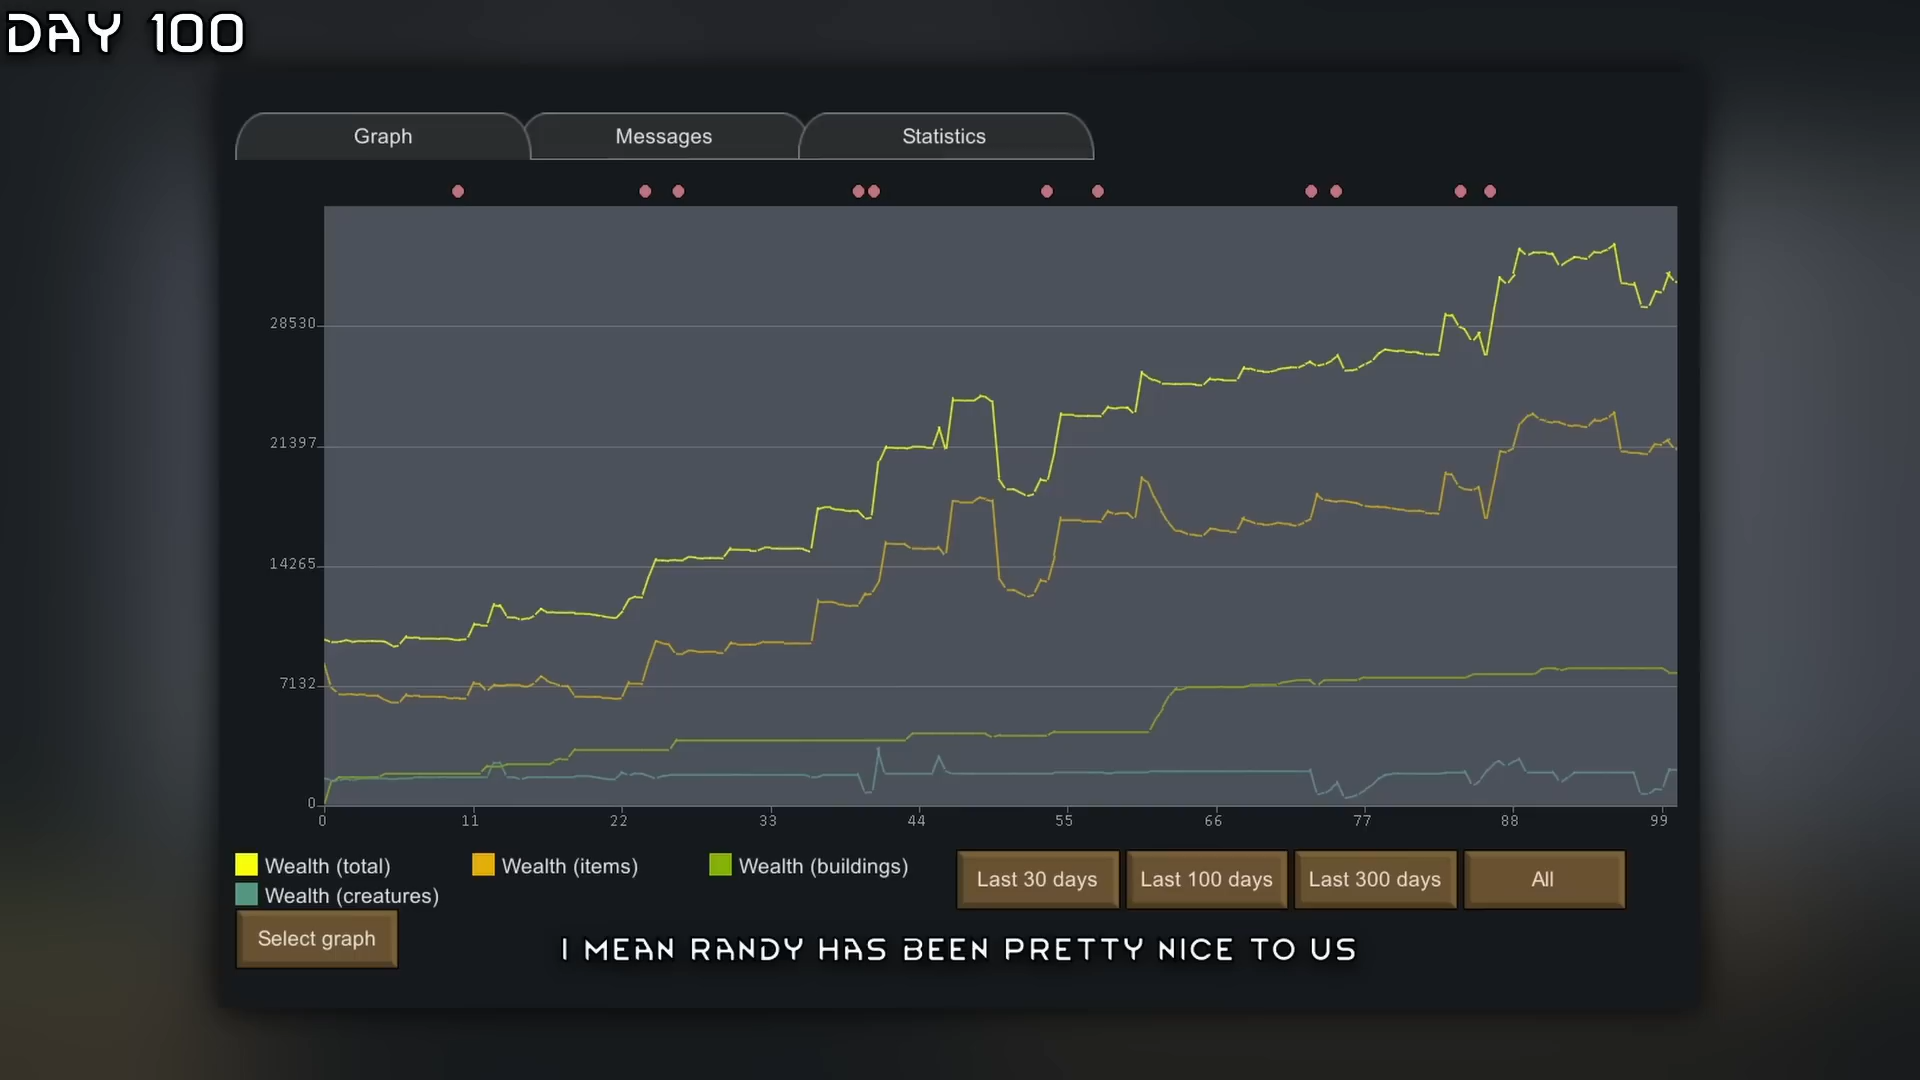 DAY 100
Graph Messages Statistics
28530
21397
14265
7132
0
0 11 22 33 44 55 66 77 88 99
Wealth (total) Wealth (items) Wealth (buildings)
Wealth (creatures)
Last 30 days Last 100 days Last 300 days All
Select graph
I MEAN RANDY HAS BEEN PRETTY NICE TO US